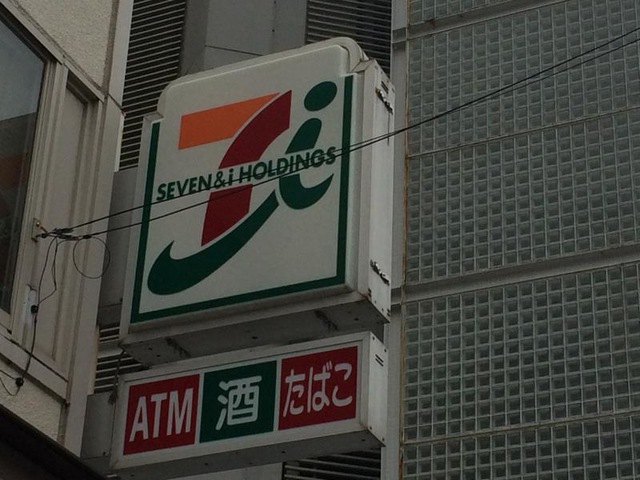 SEVEN&i HOLDINGS
ATM 酒 たばこ